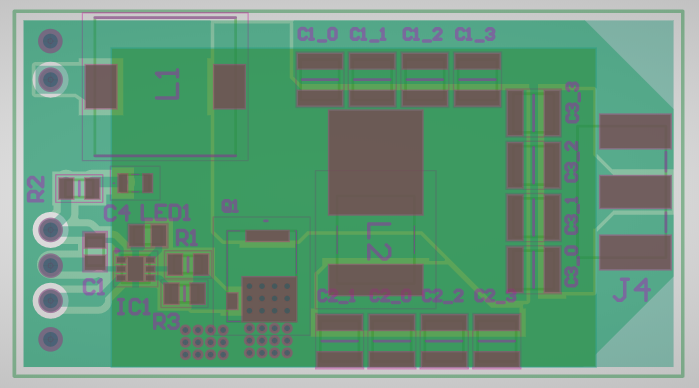 C1_0 C1_1 C1_2 C1_3
L1
C3_3
C3_2
C3_1
C3_0
R2
C4 LED1
Q1
R1
L2
C1
IC1
R3
C2_1 C2_0 C2_2 C2_3
J4